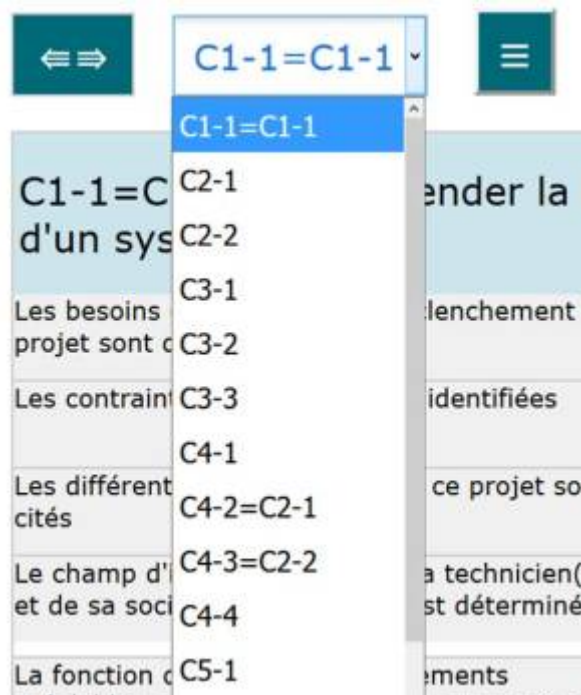 C1-1=C1-1
C1-1=C1-1
C2-1
C2-2
C3-1
C3-2
C3-3
C4-1
C4-2=C2-1
C4-3=C2-2
C4-4
C5-1
C1-1=C ender la
d'un sys
Les besoins lenchement
projet sont
Les contrain identifiées
Les différent ce projet so
cités
Le champ d'i a technicien(
et de sa soci st déterminé
La fonction ements